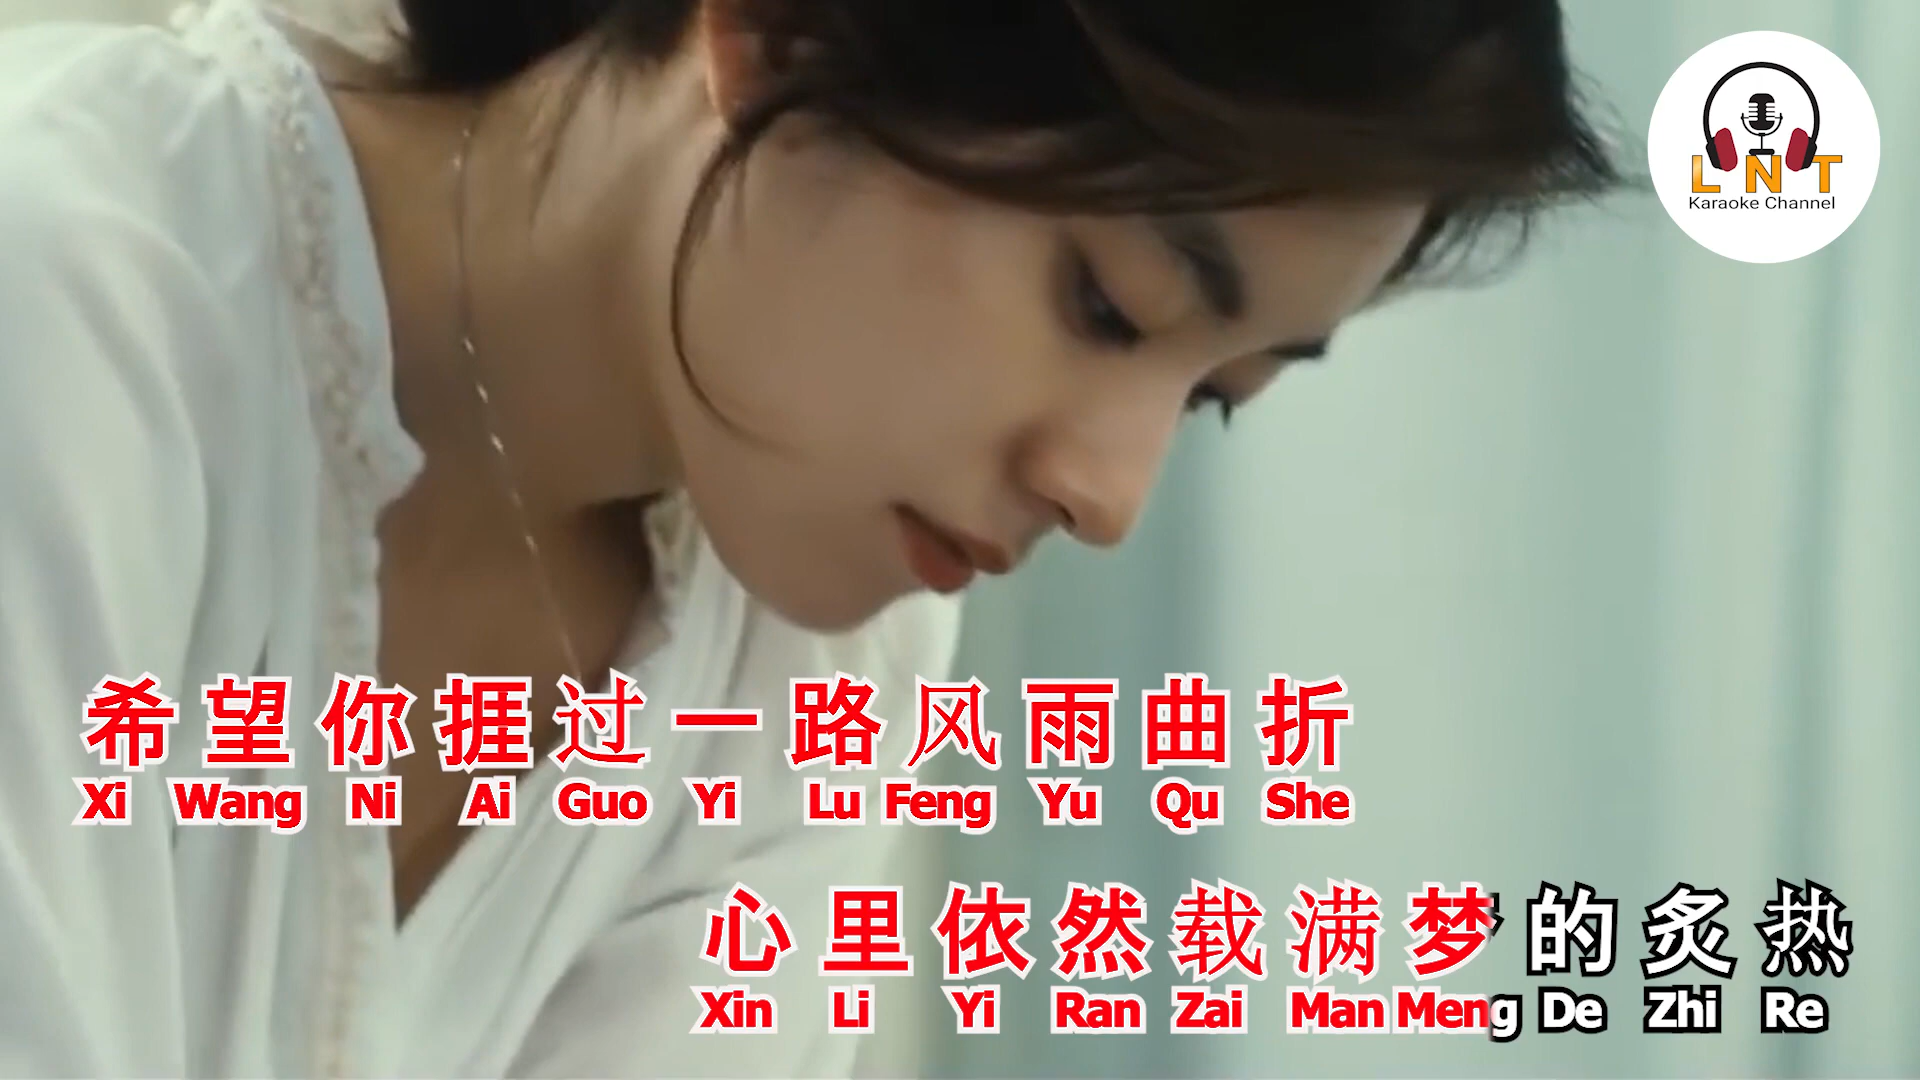 LNT
Karaoke Channel
希望你捱过一路风雨曲折
Xi Wang Ni Ai Guo Yi Lu Feng Yu Qu She
心里依然载满梦的炙热
Xin Li Yi Ran Zai Man Meng De Zhi Re